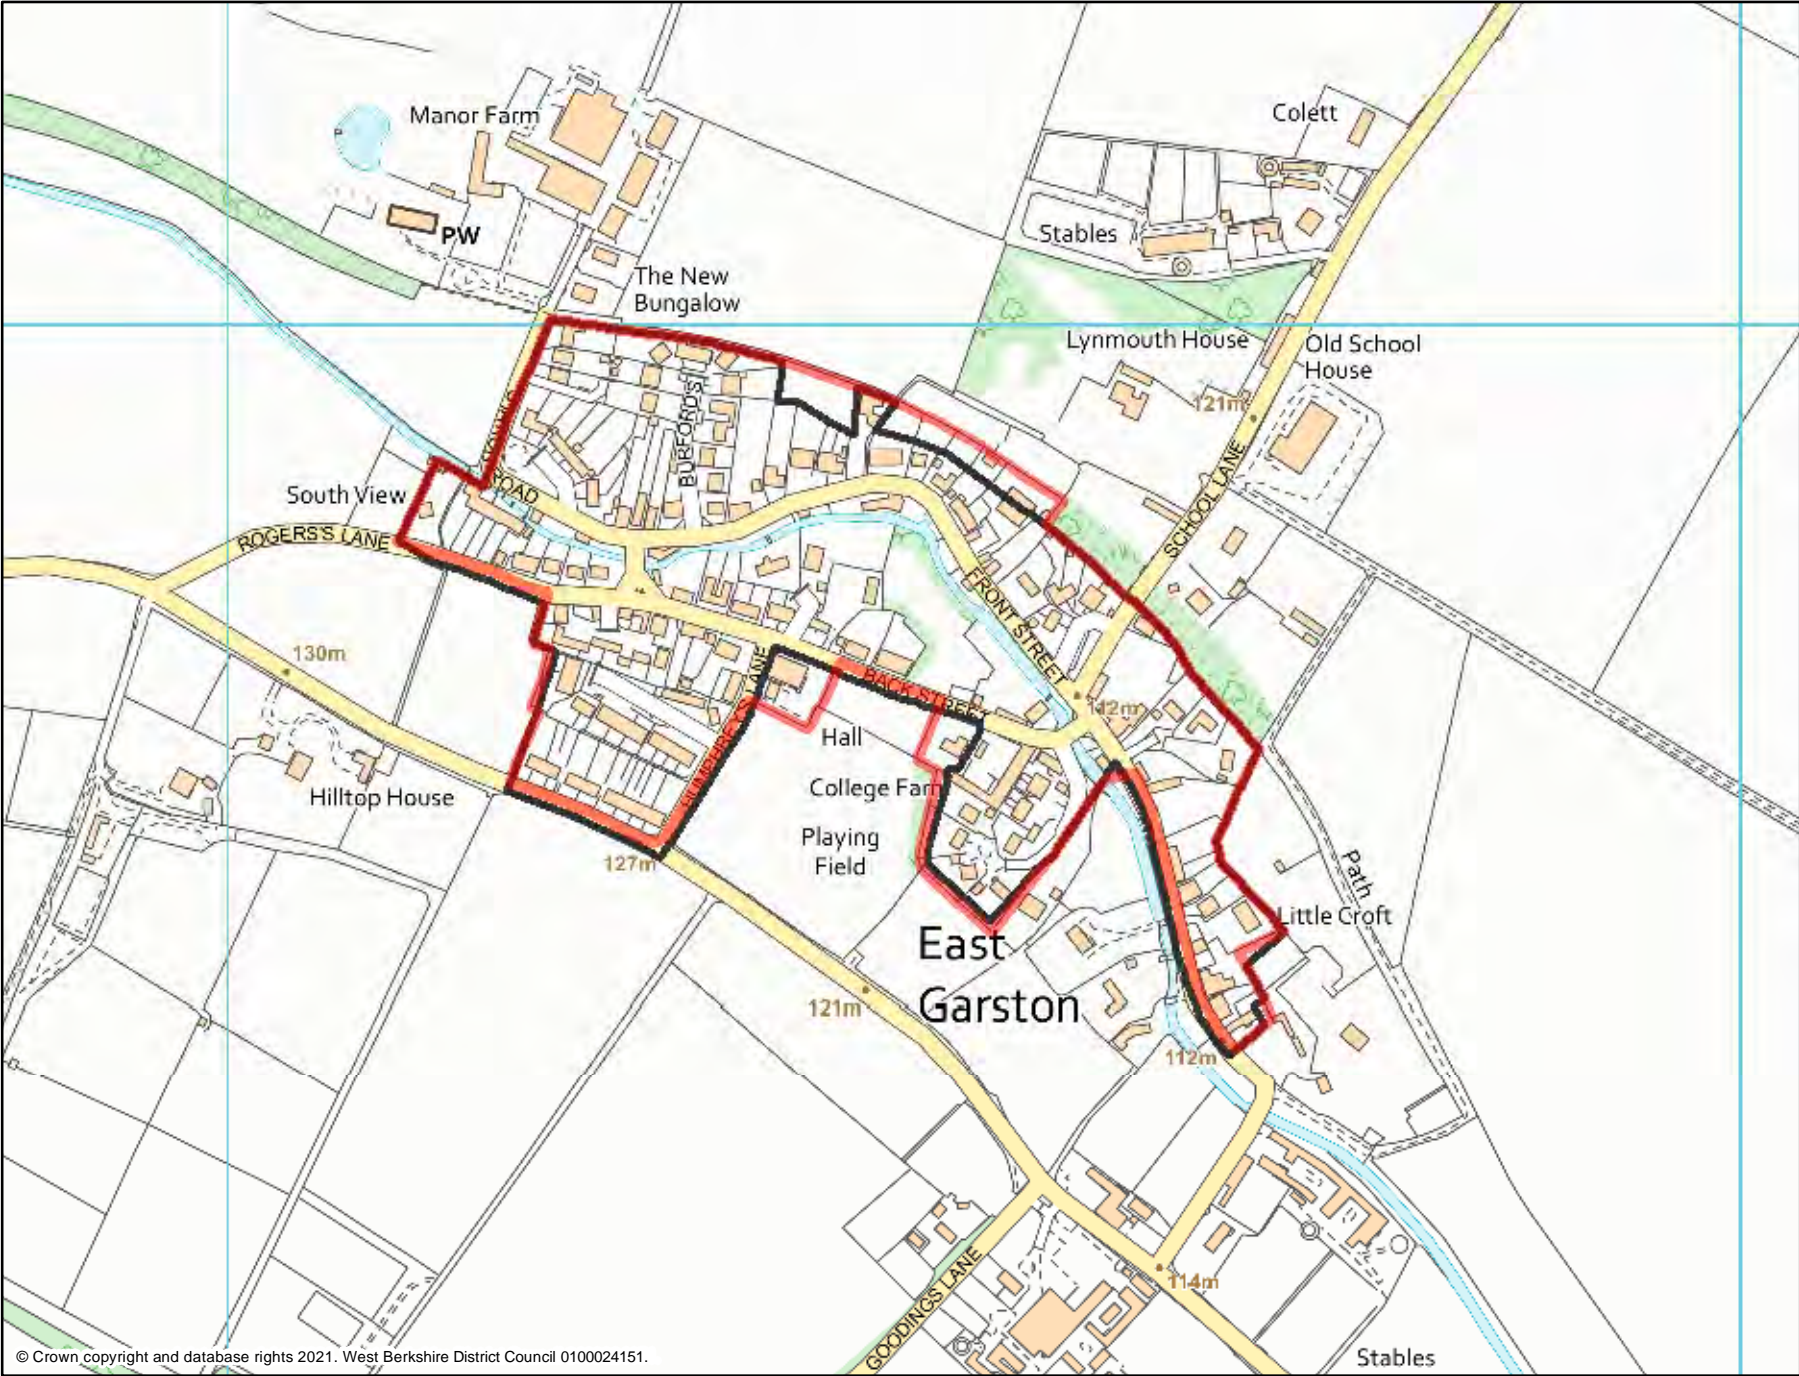 Manor Farm
PW
The New
Bungalow
Colett
Stables
Lynmouth House
Old School
House
121m
SCHOOL LANE
BURFORDS
ROAD
South View
ROGERS'S LANE
FRONT STREET
130m
112m
BACK STREET
HUMPHREYS LANE
Hall
Hilltop House
College Farm
Playing
Field
127m
Path
Little Croft
East
Garston
121m
112m
114m
GOODINGS LANE
Stables
© Crown copyright and database rights 2021. West Berkshire District Council 0100024151.